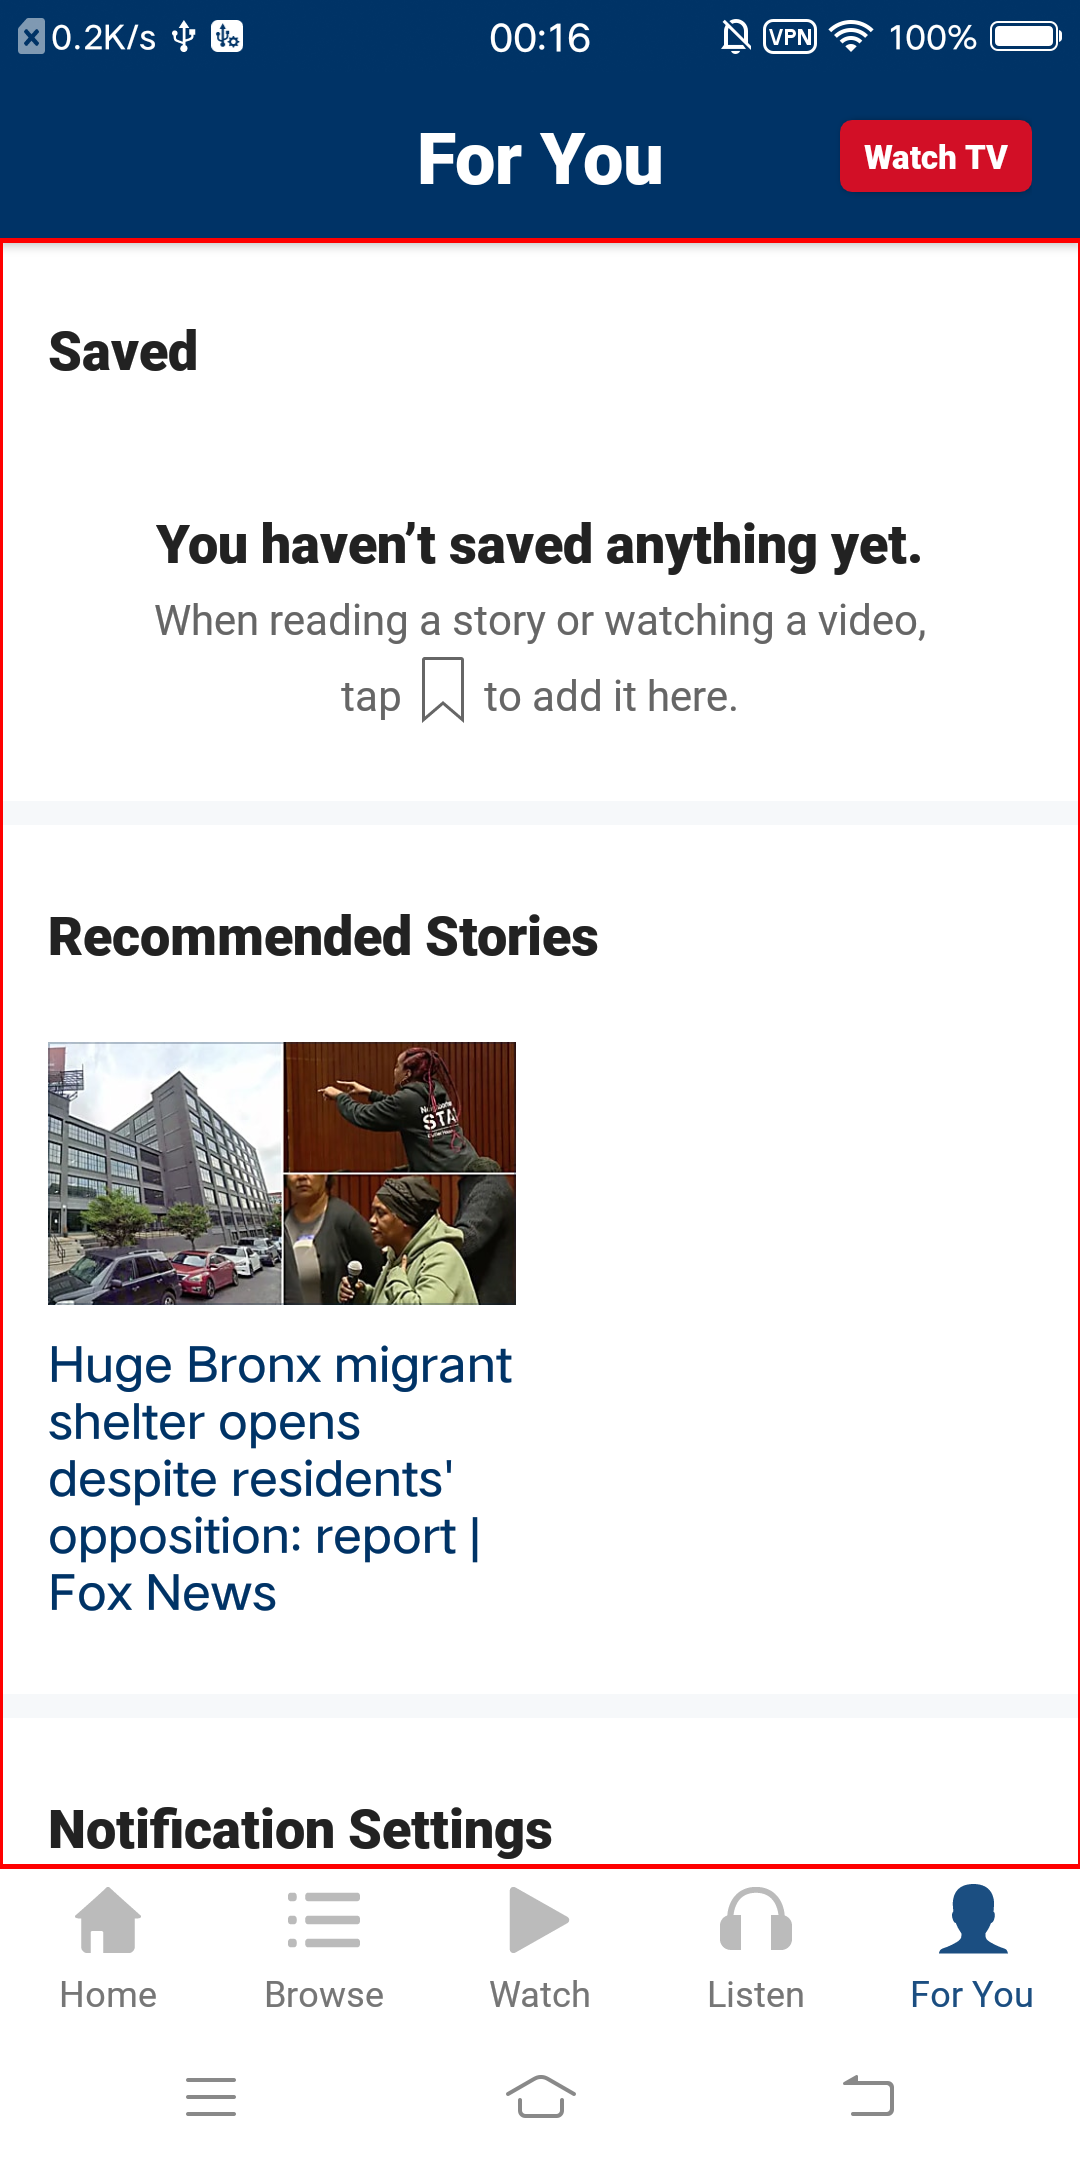 0.2K/s
00:16
VPN
100%
For You
Watch TV
Saved
You haven’t saved anything yet.
When reading a story or watching a video,
tap to add it here.
Recommended Stories
STA
Huge Bronx migrant
shelter opens
despite residents'
opposition: report |
Fox News
Notification Settings
Home
Browse
Watch
Listen
For You